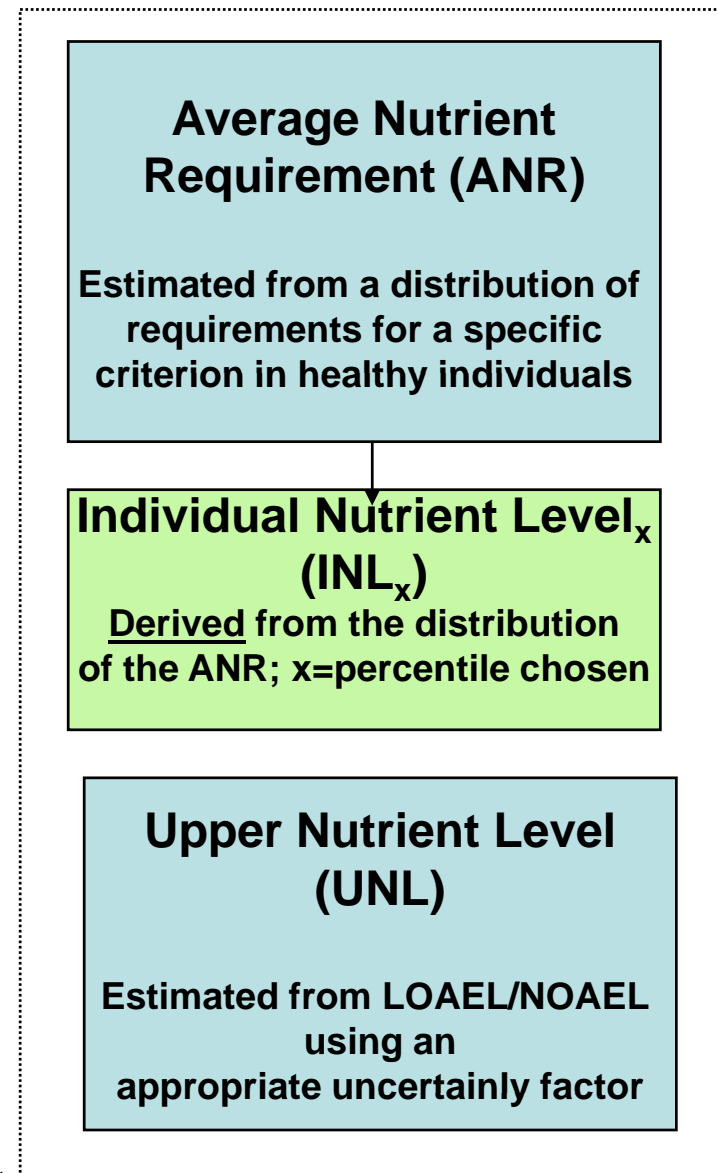 Average Nutrient
Requirement (ANR)
Estimated from a distribution of
requirements for a specific
criterion in healthy individuals
Individual Nutrient Levelx
(INLx)
Derived from the distribution
of the ANR; x=percentile chosen
Upper Nutrient Level
(UNL)
Estimated from LOAEL/NOAEL
using an
appropriate uncertainly factor